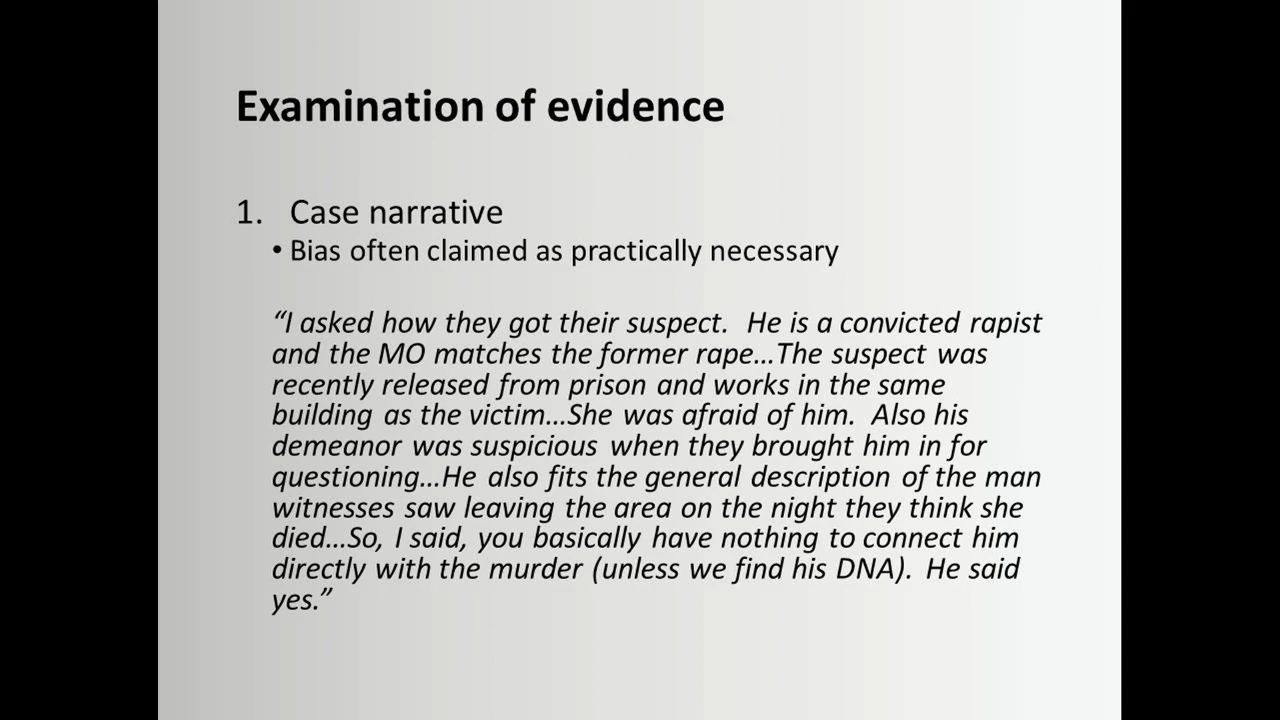 Examination of evidence
1. Case narrative
• Bias often claimed as practically necessary
“I asked how they got their suspect.  He is a convicted rapist
and the MO matches the former rape…The suspect was
recently released from prison and works in the same
building as the victim…She was afraid of him.  Also his
demeanor was suspicious when they brought him in for
questioning…He also fits the general description of the man
witnesses saw leaving the area on the night they think she
died…So, I said, you basically have nothing to connect him
directly with the murder (unless we find his DNA).  He said
yes.”